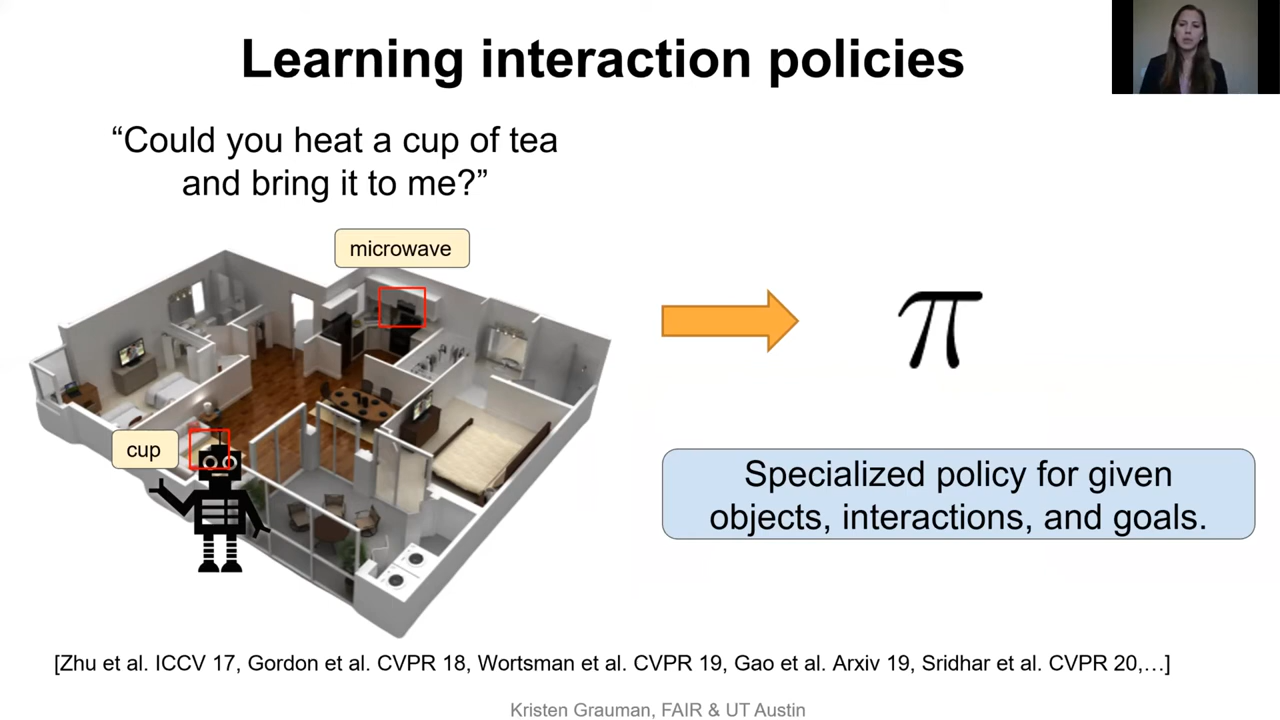 Learning interaction policies
“Could you heat a cup of tea
and bring it to me?”
microwave
cup
π
Specialized policy for given
objects, interactions, and goals.
[Zhu et al. ICCV 17, Gordon et al. CVPR 18, Wortsman et al. CVPR 19, Gao et al. Arxiv 19, Sridhar et al. CVPR 20,…]
Kristen Grauman, FAIR & UT Austin